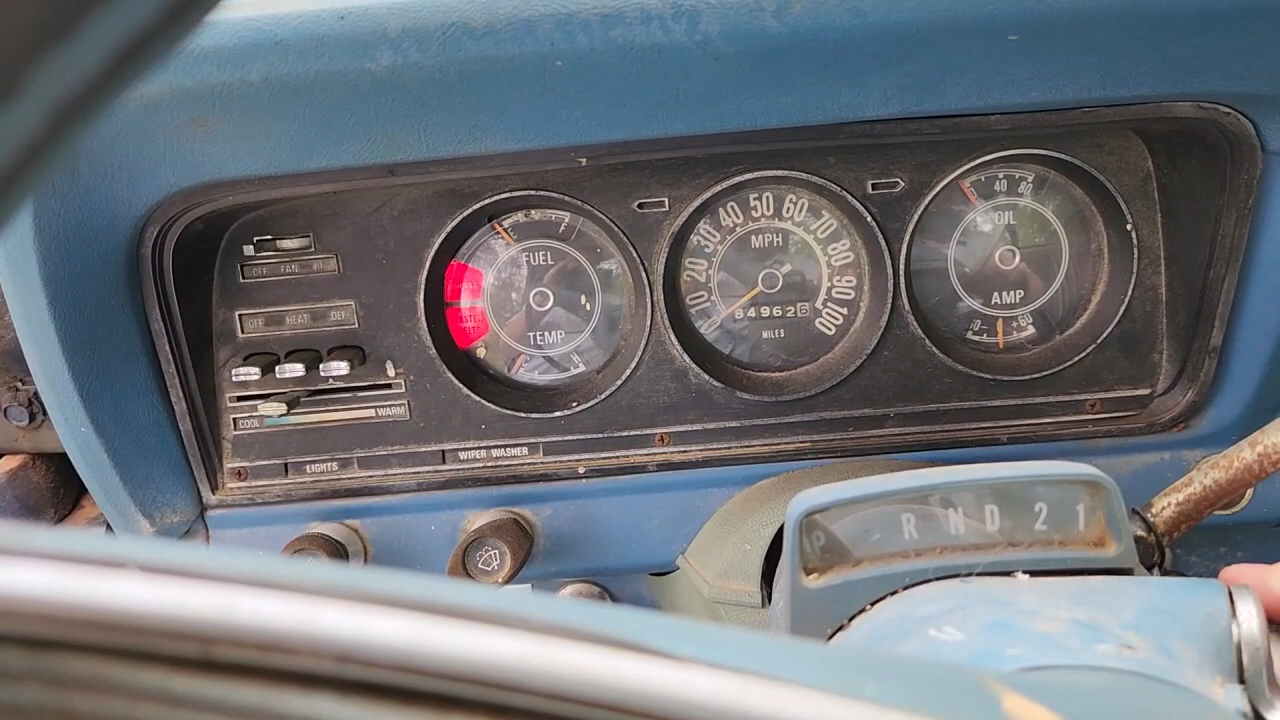 OFF FAN HI
OFF HEAT DEF
COOL WARM
LIGHTS
WIPER WASHER
F
FUEL
TEMP
H
10 20 30 40 50 60 70 80 90 100
MPH
849626
MILES
40 80
OIL
AMP
+60
P R N D 2 1